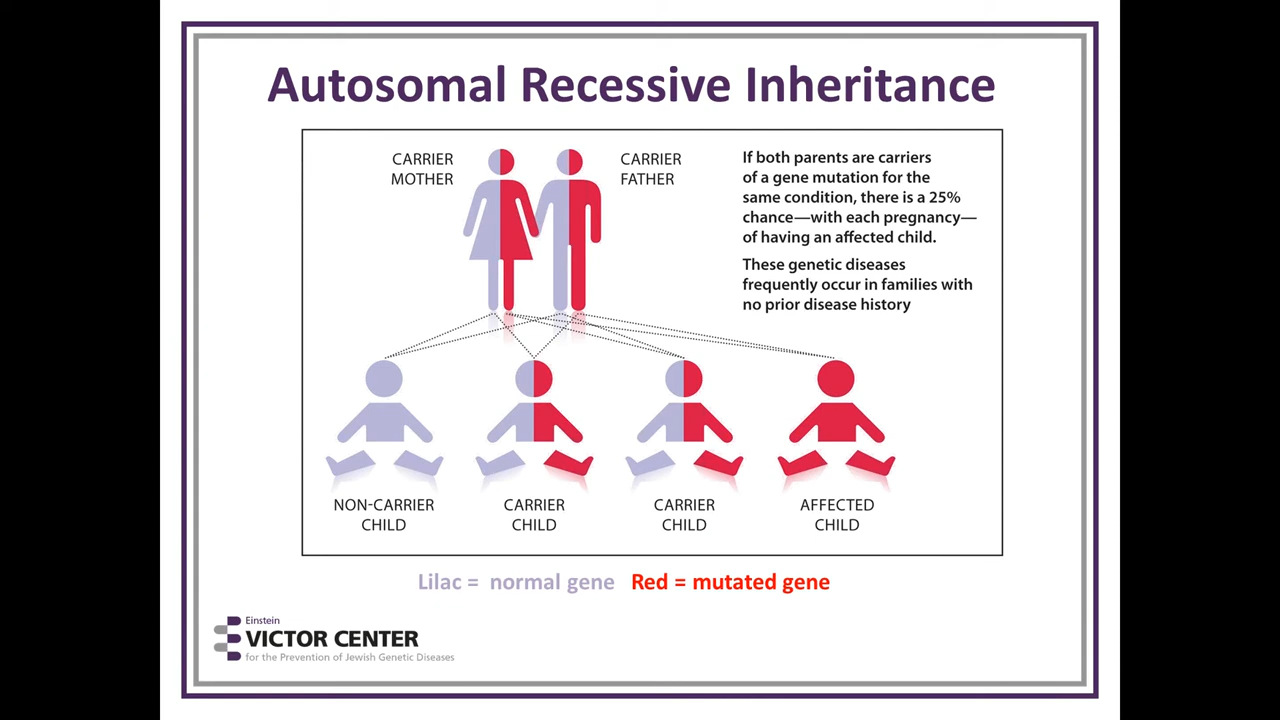 Autosomal Recessive Inheritance
CARRIER
MOTHER
CARRIER
FATHER
If both parents are carriers
of a gene mutation for the
same condition, there is a 25%
chance—with each pregnancy—
of having an affected child.
These genetic diseases
frequently occur in families with
no prior disease history
NON-CARRIER
CHILD
CARRIER
CHILD
CARRIER
CHILD
AFFECTED
CHILD
Lilac = normal gene Red = mutated gene
Einstein
VICTOR CENTER
for the Prevention of Jewish Genetic Diseases